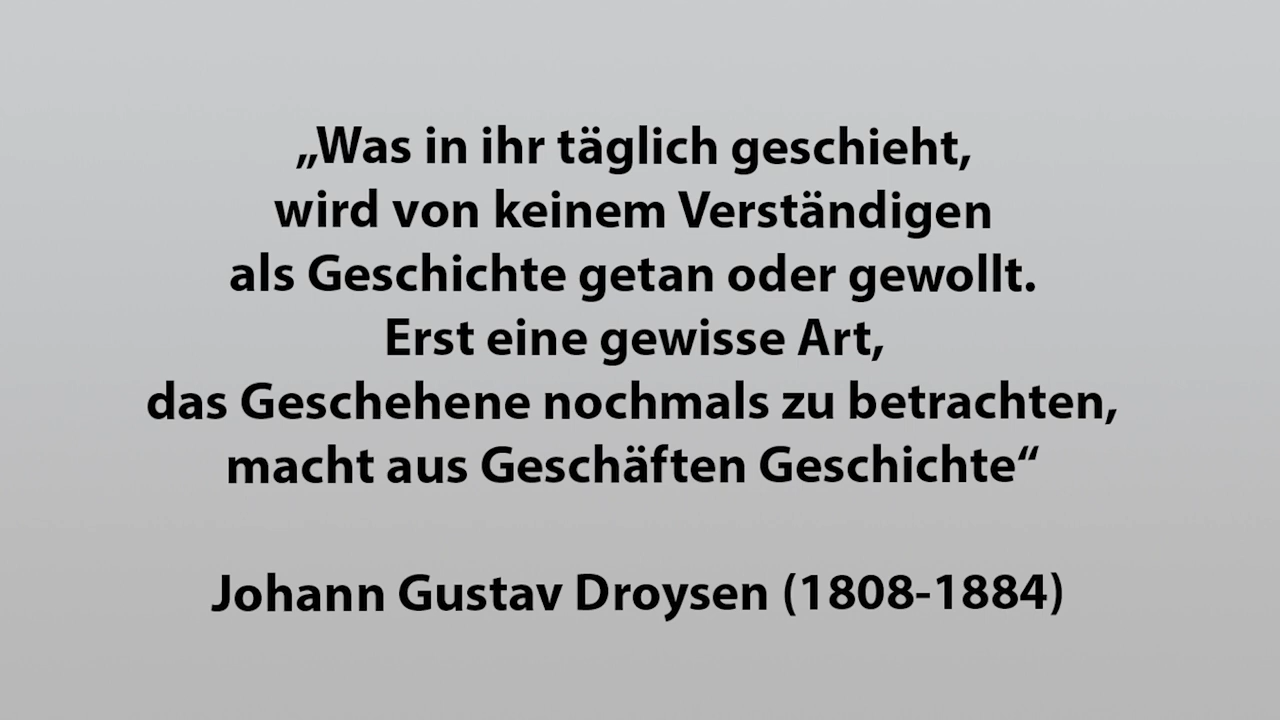 „Was in ihr täglich geschieht,
wird von keinem Verständigen
als Geschichte getan oder gewollt.
Erst eine gewisse Art,
das Geschehene nochmals zu betrachten,
macht aus Geschäften Geschichte“
Johann Gustav Droysen (1808-1884)